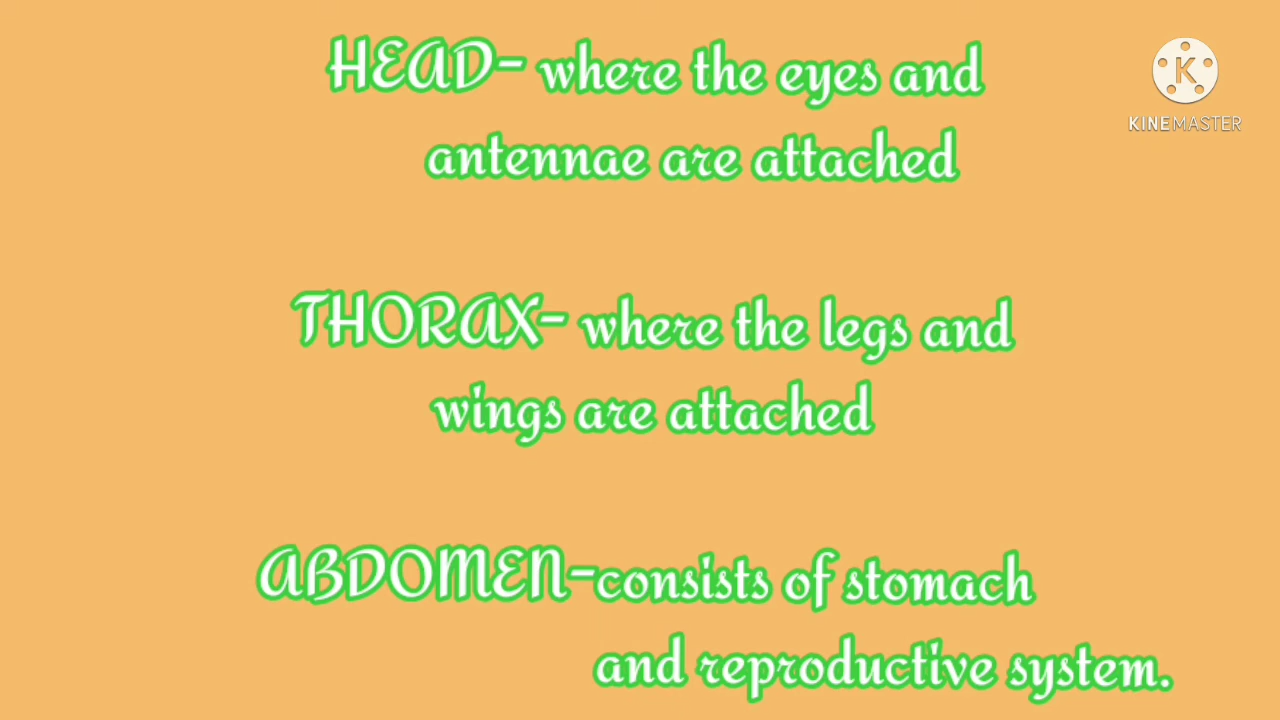 HEAD- where the eyes and
antennae are attached
K
KINEMASTER
THORAX- where the legs and
wings are attached
ABDOMEN-consists of stomach
and reproductive system.